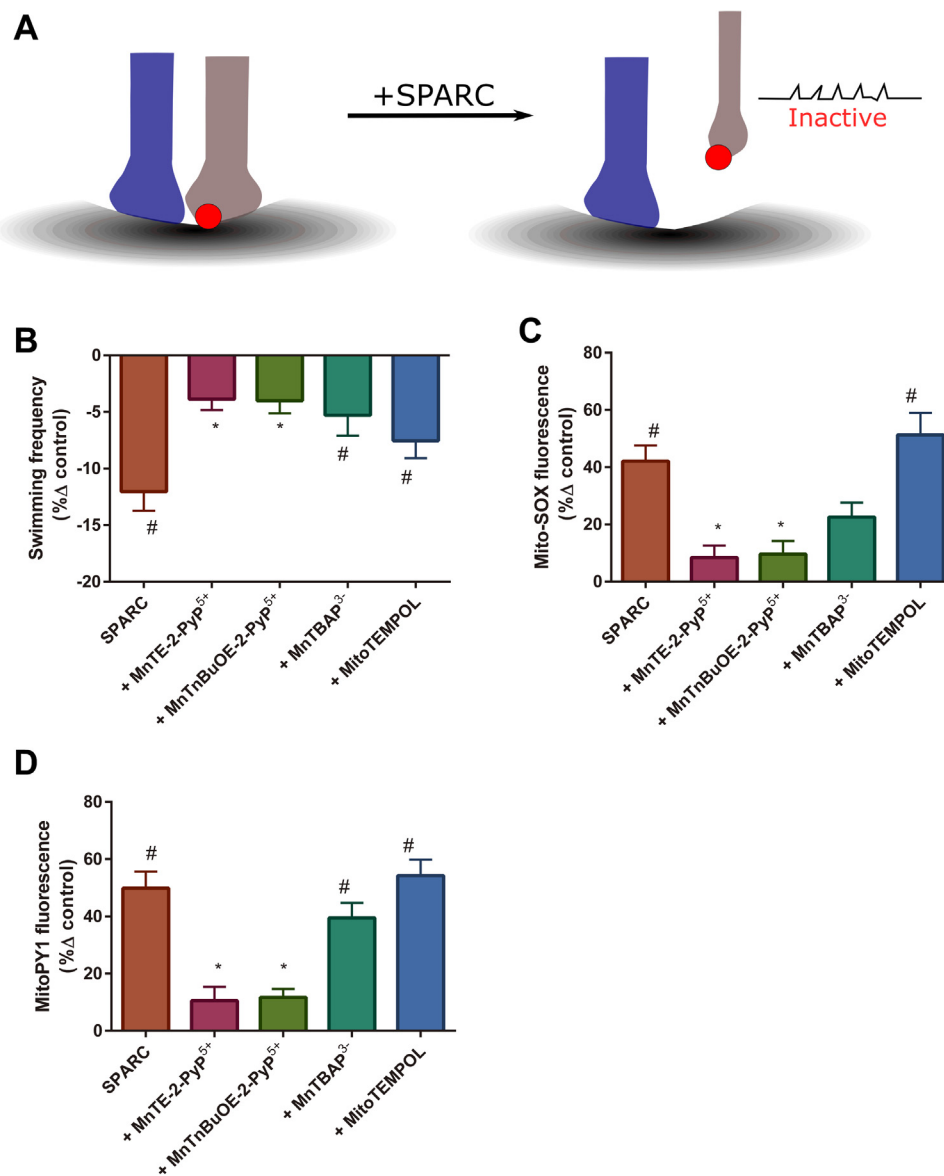 A
+SPARC
Inactive
B
Swimming frequency
(%Δ control)
0
-5
-10
-15
-20
#
*
*
#
#
SPARC
+ MnTE-2-PyP⁵⁺
+ MnTnBuOE-2-PyP⁵⁺
+ MnTBAP³⁻
+ MitoTEMPOL
C
Mito-SOX fluorescence
(%Δ control)
80
60
40
20
0
#
*
*
#
SPARC
+ MnTE-2-PyP⁵⁺
+ MnTnBuOE-2-PyP⁵⁺
+ MnTBAP³⁻
+ MitoTEMPOL
D
MitoPY1 fluorescence
(%Δ control)
80
60
40
20
0
#
*
*
#
#
SPARC
+ MnTE-2-PyP⁵⁺
+ MnTnBuOE-2-PyP⁵⁺
+ MnTBAP³⁻
+ MitoTEMPOL